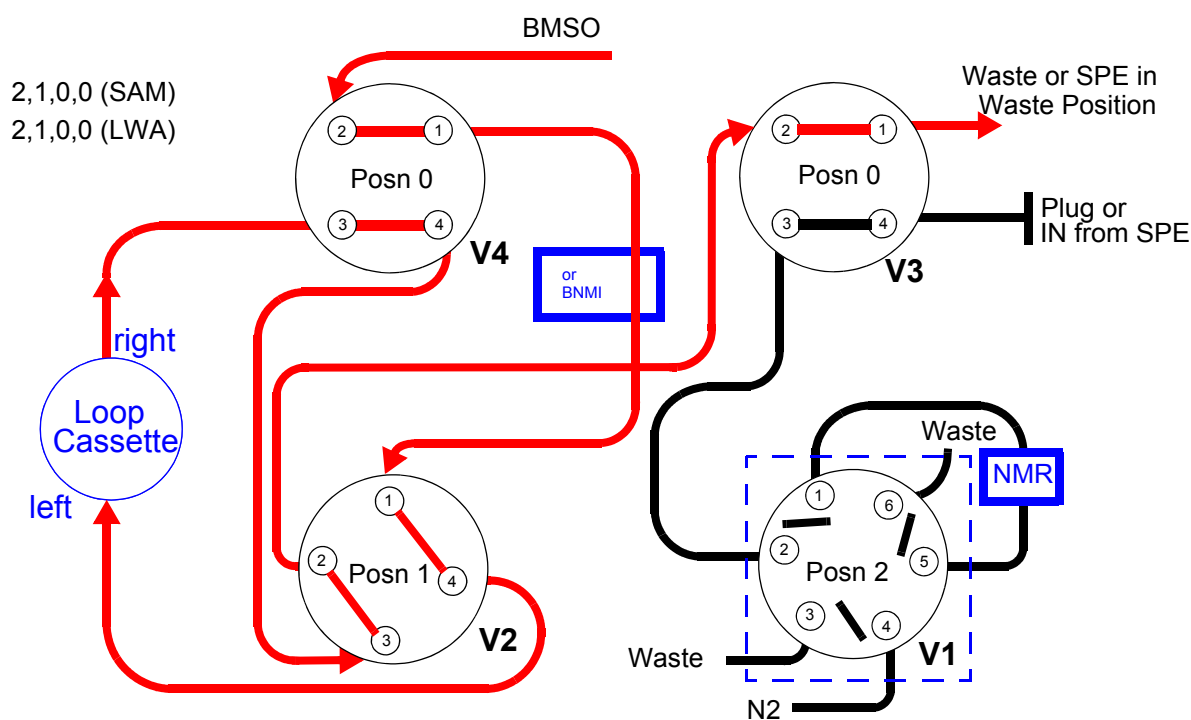 BMSO
2,1,0,0 (SAM)
2,1,0,0 (LWA)
2
1
Posn 0
3
4
V4
2
1
Posn 0
3
4
V3
Waste or SPE in
Waste Position
Plug or
IN from SPE
or
BNMI
right
Loop
Cassette
left
1
2
Posn 1
4
3
V2
Waste
NMR
1
6
2
Posn 2
5
3
4
V1
Waste
N2